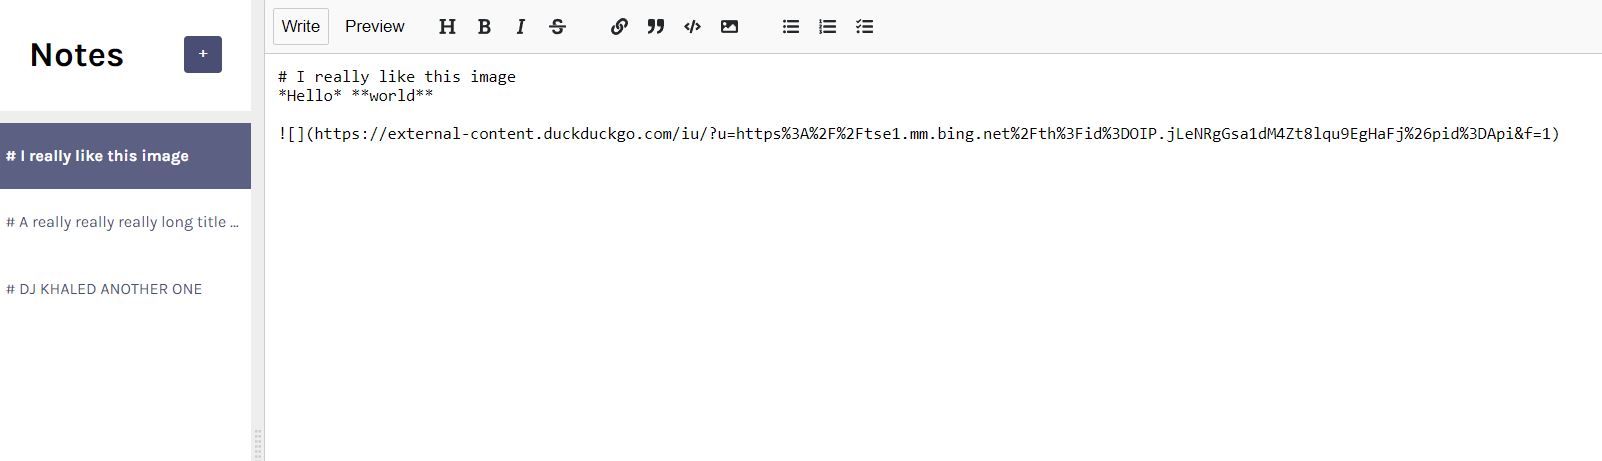 Notes
+
# I really like this image
# A really really really long title ...
# DJ KHALED ANOTHER ONE
Write Preview H B I S
# I really like this image
*Hello* **world**
![](https://external-content.duckduckgo.com/iu/?u=https%3A%2F%2Ftse1.mm.bing.net%2Fth%3Fid%3DOIP.jLeNRgGsa1dM4Zt8lqu9EgHaFj%26pid%3DApi&f=1)